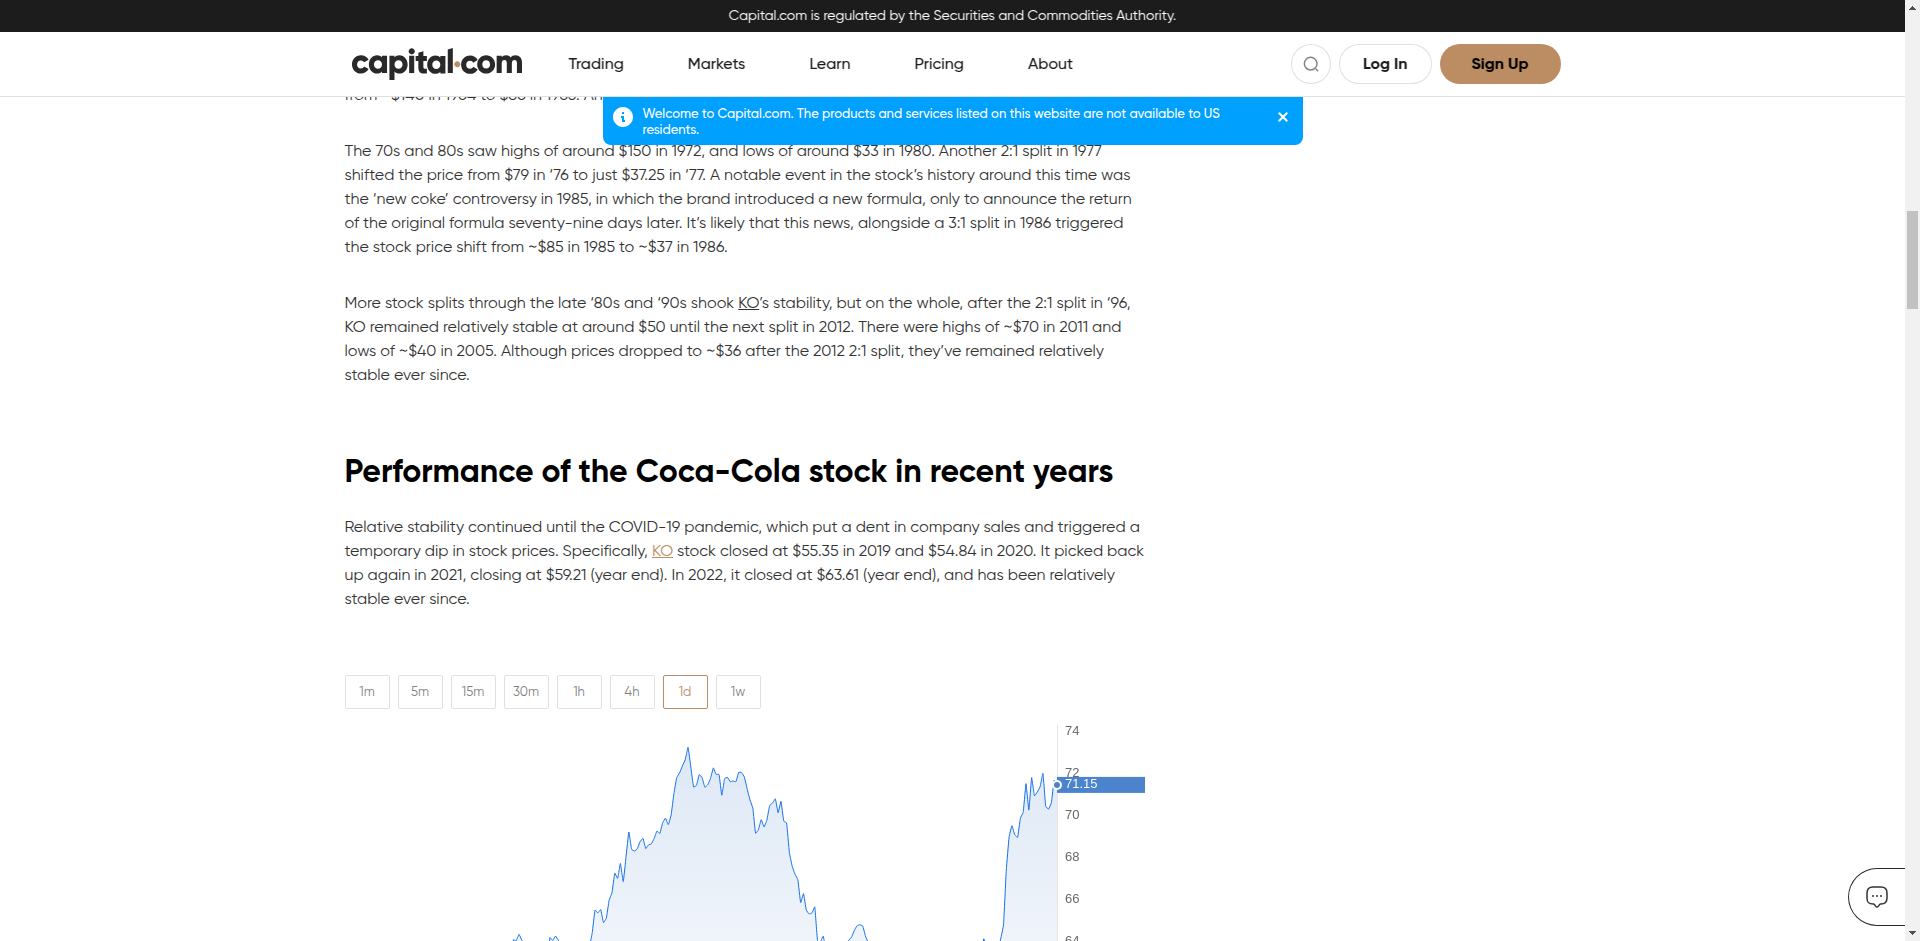 Capital.com is regulated by the Securities and Commodities Authority.
capital.com
Trading
Markets
Learn
Pricing
About
Log In
Sign Up
Welcome to Capital.com. The products and services listed on this website are not available to US
residents.
The 70s and 80s saw highs of around $150 in 1972, and lows of around $33 in 1980. Another 2:1 split in 1977
shifted the price from $79 in ‘76 to just $37.25 in ‘77. A notable event in the stock’s history around this time was
the ‘new coke’ controversy in 1985, in which the brand introduced a new formula, only to announce the return
of the original formula seventy-nine days later. It’s likely that this news, alongside a 3:1 split in 1986 triggered
the stock price shift from ~$85 in 1985 to ~$37 in 1986.
More stock splits through the late ‘80s and ‘90s shook KO’s stability, but on the whole, after the 2:1 split in ‘96,
KO remained relatively stable at around $50 until the next split in 2012. There were highs of ~$70 in 2011 and
lows of ~$40 in 2005. Although prices dropped to ~$36 after the 2012 2:1 split, they’ve remained relatively
stable ever since.
Performance of the Coca-Cola stock in recent years
Relative stability continued until the COVID-19 pandemic, which put a dent in company sales and triggered a
temporary dip in stock prices. Specifically, KO stock closed at $55.35 in 2019 and $54.84 in 2020. It picked back
up again in 2021, closing at $59.21 (year end). In 2022, it closed at $63.61 (year end), and has been relatively
stable ever since.
1m
5m
15m
30m
1h
4h
1d
1w
74
72
71.15
70
68
66
64